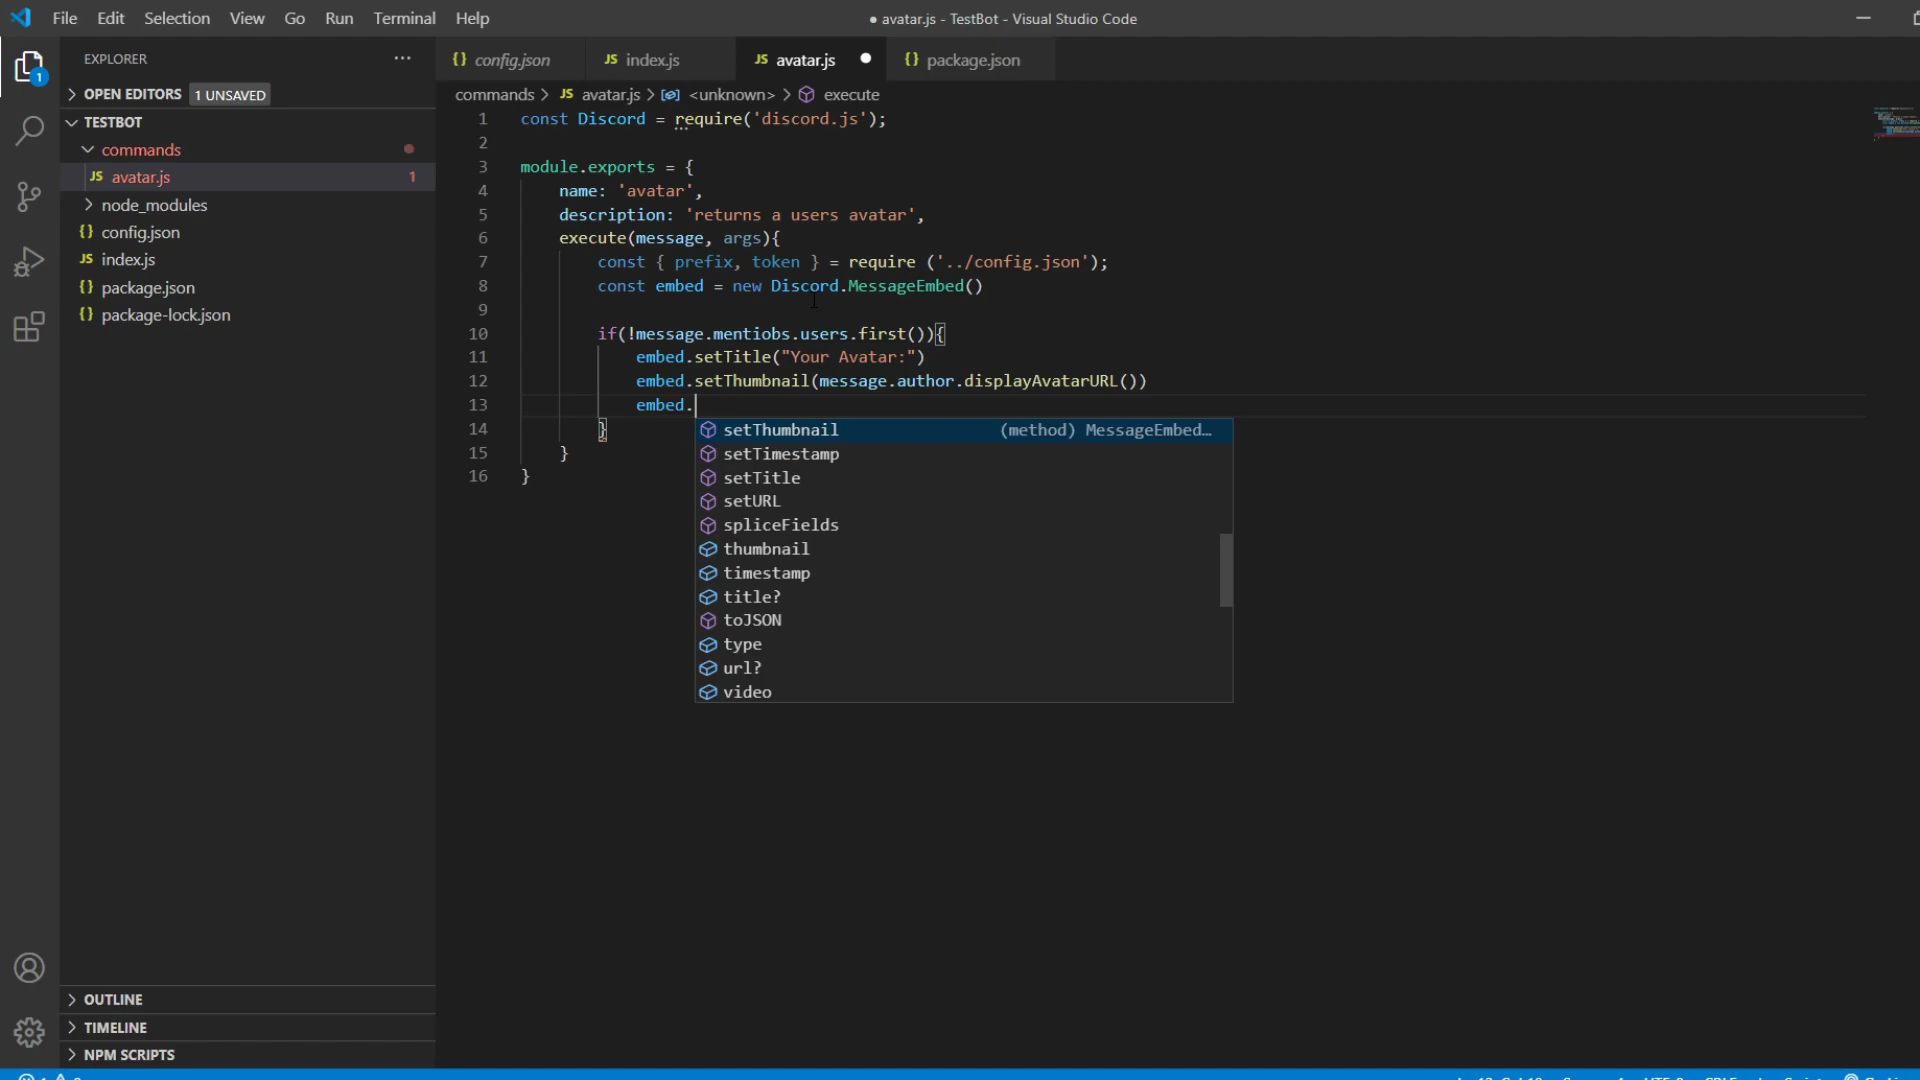 File Edit Selection View Go Run Terminal Help
● avatar.js - TestBot - Visual Studio Code
EXPLORER ...
{} config.json JS index.js JS avatar.js ● {} package.json
1
OPEN EDITORS 1 UNSAVED
commands > JS avatar.js > <unknown> > execute
TESTBOT
commands
JS avatar.js 1
node_modules
{} config.json
JS index.js
{} package.json
{} package-lock.json
1 const Discord = require('discord.js');
2
3 module.exports = {
4 name: 'avatar',
5 description: 'returns a users avatar',
6 execute(message, args){
7 const { prefix, token } = require ('../config.json');
8 const embed = new Discord.MessageEmbed()
9
10 if(!message.mentiobs.users.first()){
11 embed.setTitle("Your Avatar:")
12 embed.setThumbnail(message.author.displayAvatarURL())
13 embed.
14 }
15 }
16 }
setThumbnail (method) MessageEmbed...
setTimestamp
setTitle
setURL
spliceFields
thumbnail
timestamp
title?
toJSON
type
url?
video
OUTLINE
TIMELINE
NPM SCRIPTS